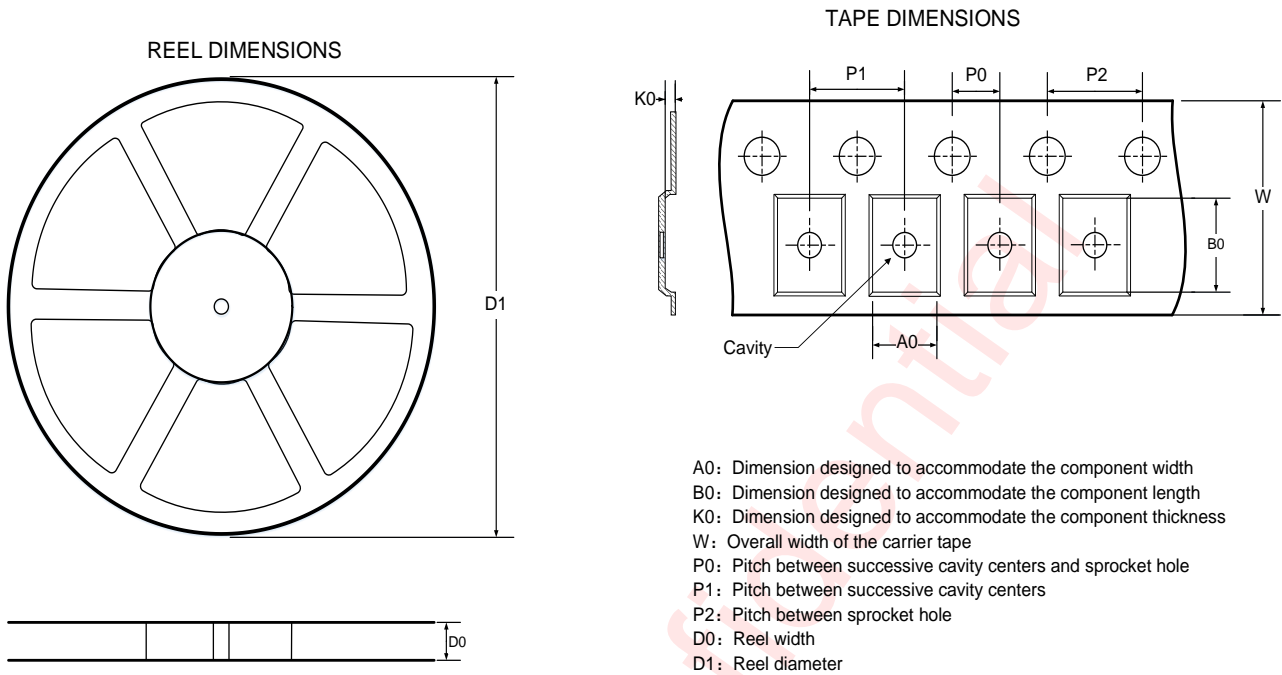 TAPE DIMENSIONS
REEL DIMENSIONS
P1
P0
P2
K0
W
B0
D1
Cavity
A0
A0：Dimension designed to accommodate the component width
B0：Dimension designed to accommodate the component length
K0：Dimension designed to accommodate the component thickness
W：Overall width of the carrier tape
P0：Pitch between successive cavity centers and sprocket hole
P1：Pitch between successive cavity centers
P2：Pitch between sprocket hole
D0：Reel width
D1：Reel diameter
D0
fidential